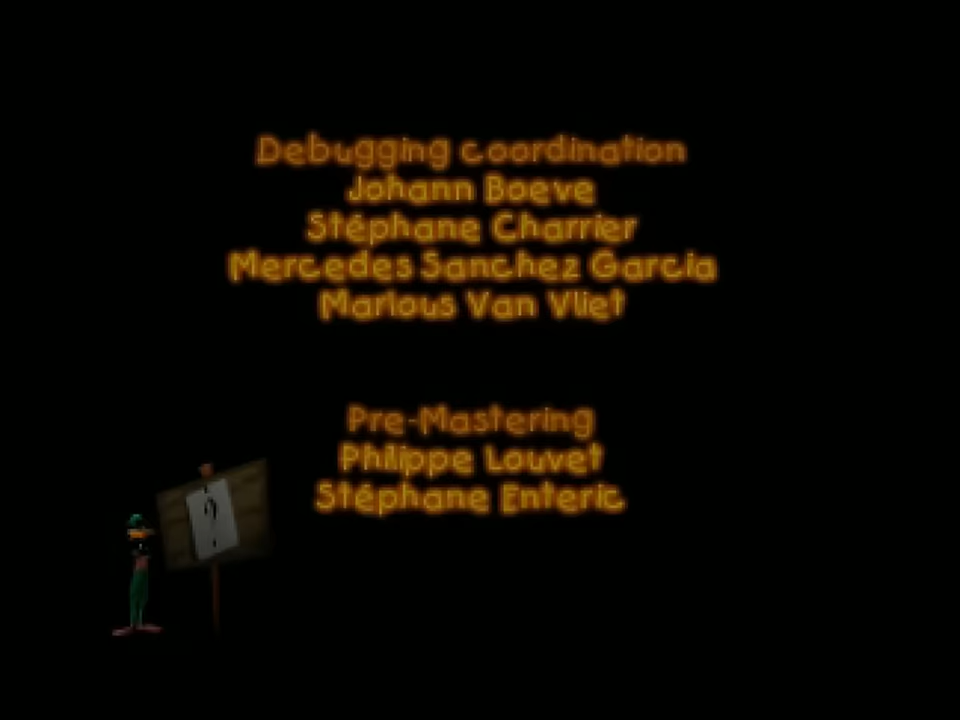 Debugging coordination
Johann Boeve
Stéphane Charrier
Mercedes Sanchez Garcia
Marlous Van Vliet
Pre-Mastering
Philippe Louvet
Stéphane Enteric
?